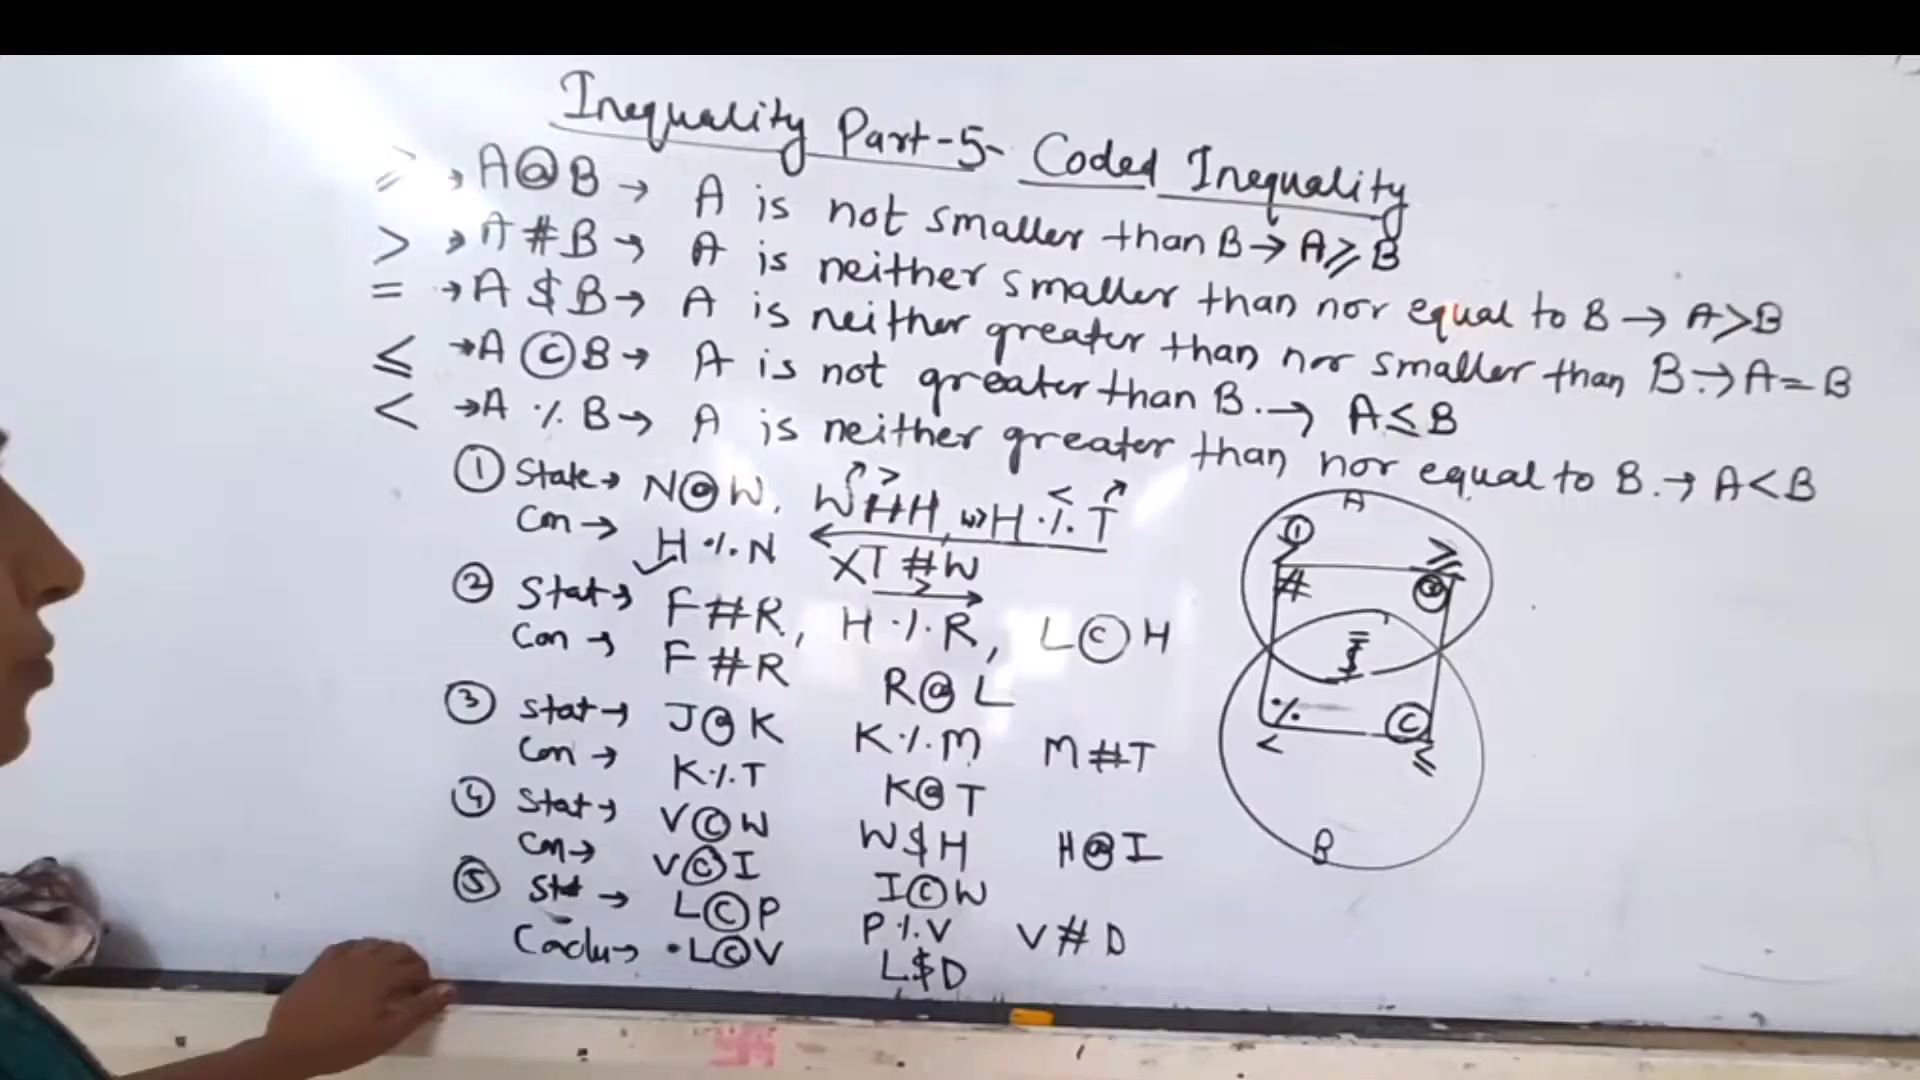 Inequality Part-5- Coded Inequality
≥ → A@B → A is not smaller than B → A≥B
> → A#B → A is neither smaller than nor equal to B → A>B
= → A$B → A is neither greater than nor smaller than B. → A=B
≤ → A©B → A is not greater than B. → A≤B
< → A % B → A is neither greater than nor equal to B. → A<B
① State → N@W, W#H, H % T
Con → H % N X T#W
② Stat → F#R, H % R, L©H
Con → F#R R@L
③ Stat → J@K K % M M#T
Con → K % T K@T
④ Stat → V©W W$H H@I
Con → V©I I©W
⑤ Stat → L©P P % V V#D
Conclu → L©V L$D
A
① ≥
# @
=
$
% ©
< ≤
B